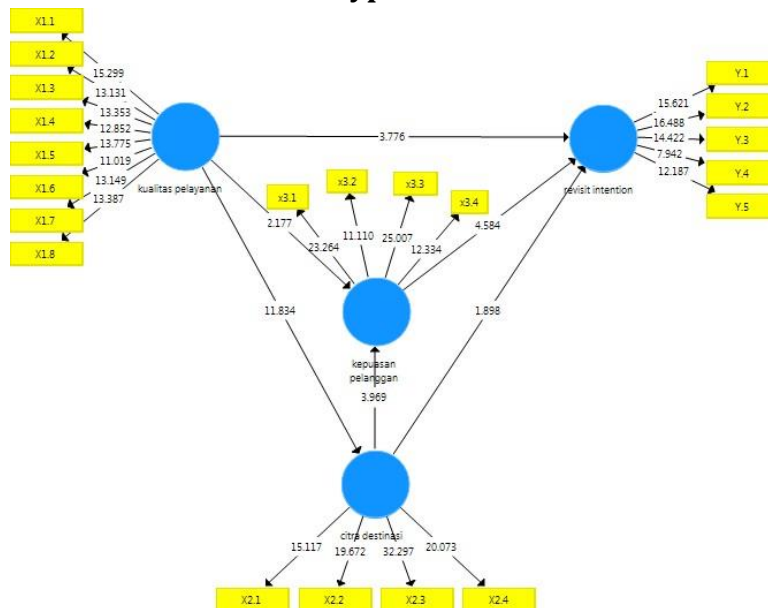 X1.1
X1.2
X1.3
X1.4
X1.5
X1.6
X1.7
X1.8
15.299
13.131
13.353
12.852
13.775
11.019
13.149
13.387
kualitas pelayanan
3.776
Y.1
Y.2
Y.3
Y.4
Y.5
15.621
16.488
14.422
7.942
12.187
revisit intention
x3.1
x3.2
x3.3
x3.4
2.177
23.264
11.110
25.007
12.334
4.584
11.834
1.898
kepuasan
pelanggan
3.969
citra destinasi
15.117
19.672
32.297
20.073
X2.1
X2.2
X2.3
X2.4